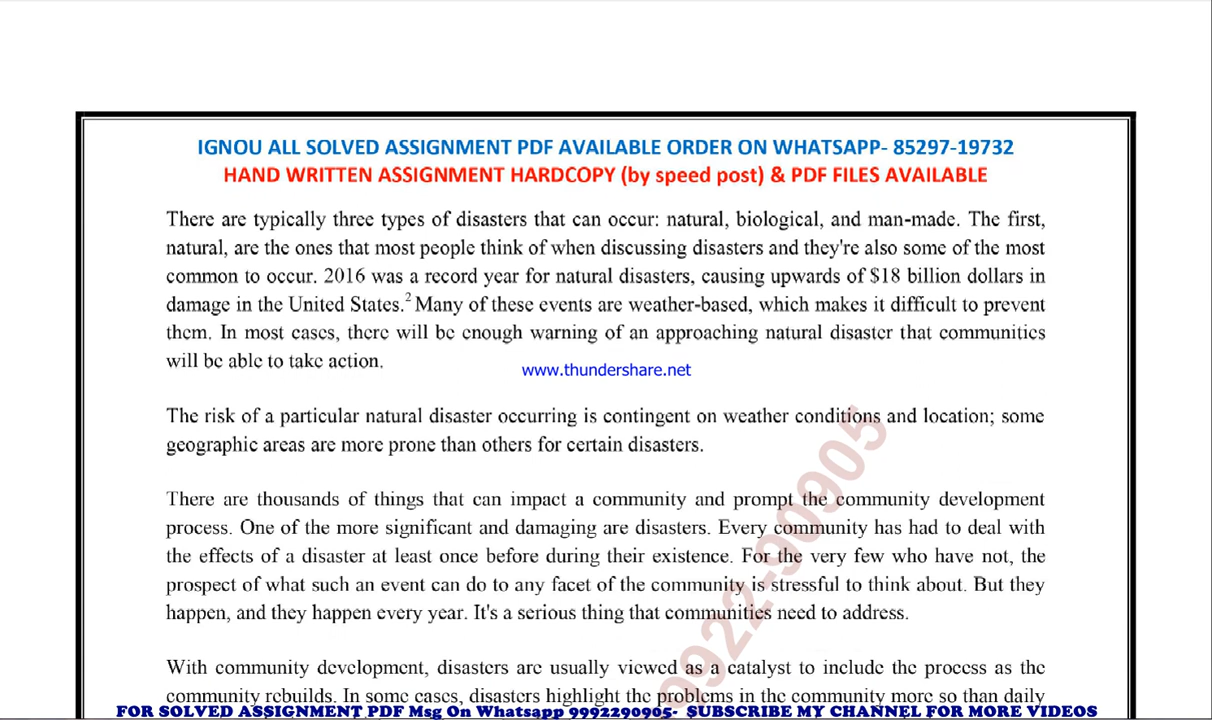 IGNOU ALL SOLVED ASSIGNMENT PDF AVAILABLE ORDER ON WHATSAPP- 85297-19732
HAND WRITTEN ASSIGNMENT HARDCOPY (by speed post) & PDF FILES AVAILABLE
There are typically three types of disasters that can occur: natural, biological, and man-made. The first,
natural, are the ones that most people think of when discussing disasters and they're also some of the most
common to occur. 2016 was a record year for natural disasters, causing upwards of $18 billion dollars in
damage in the United States.2 Many of these events are weather-based, which makes it difficult to prevent
them. In most cases, there will be enough warning of an approaching natural disaster that communities
will be able to take action.
www.thundershare.net
The risk of a particular natural disaster occurring is contingent on weather conditions and location; some
geographic areas are more prone than others for certain disasters.
There are thousands of things that can impact a community and prompt the community development
process. One of the more significant and damaging are disasters. Every community has had to deal with
the effects of a disaster at least once before during their existence. For the very few who have not, the
prospect of what such an event can do to any facet of the community is stressful to think about. But they
happen, and they happen every year. It's a serious thing that communities need to address.
With community development, disasters are usually viewed as a catalyst to include the process as the
community rebuilds. In some cases, disasters highlight the problems in the community more so than daily
9922-90905
FOR SOLVED ASSIGNMENT PDF Msg On Whatsapp 9992290905- SUBSCRIBE MY CHANNEL FOR MORE VIDEOS